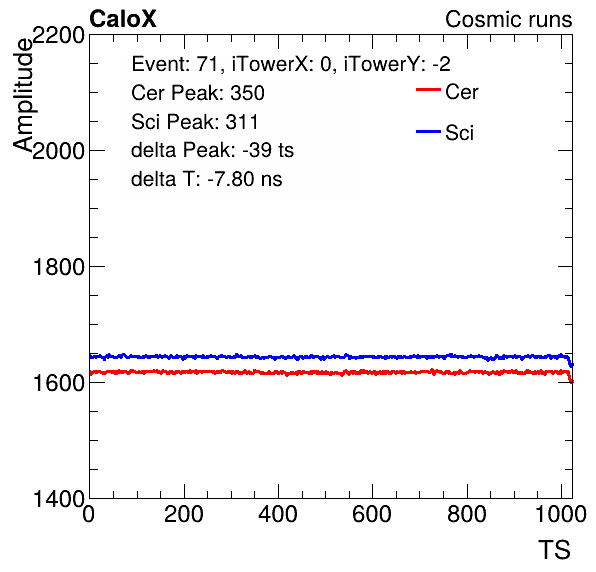 CaloX Cosmic runs
Amplitude
2200
2000
1800
1600
1400
Event: 71, iTowerX: 0, iTowerY: -2
Cer Peak: 350
Sci Peak: 311
delta Peak: -39 ts
delta T: -7.80 ns
Cer
Sci
0 200 400 600 800 1000
TS